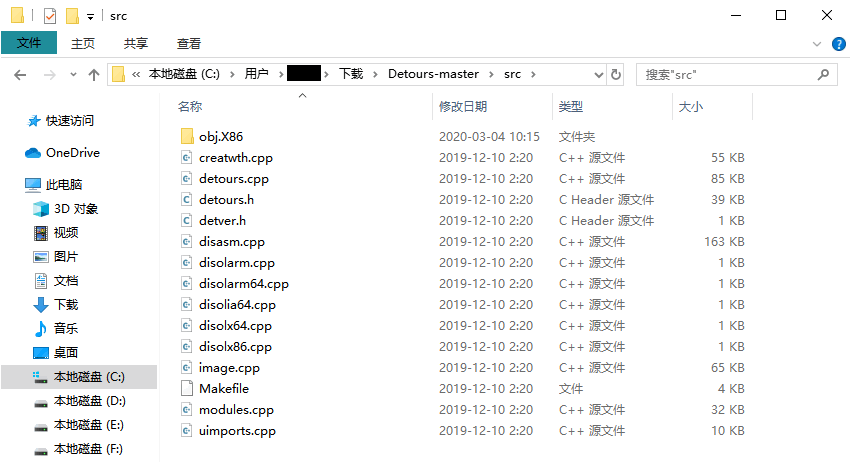 src
文件 主页 共享 查看
« 本地磁盘 (C:) › 用户 › › 下载 › Detours-master › src ›
搜索"src"
名称 修改日期 类型 大小
快速访问
OneDrive
此电脑
3D 对象
视频
图片
文档
下载
音乐
桌面
本地磁盘 (C:)
本地磁盘 (D:)
本地磁盘 (E:)
本地磁盘 (F:)
obj.X86 2020-03-04 10:15 文件夹
creatwth.cpp 2019-12-10 2:20 C++ 源文件 55 KB
detours.cpp 2019-12-10 2:20 C++ 源文件 85 KB
detours.h 2019-12-10 2:20 C Header 源文件 39 KB
detver.h 2019-12-10 2:20 C Header 源文件 1 KB
disasm.cpp 2019-12-10 2:20 C++ 源文件 163 KB
disolarm.cpp 2019-12-10 2:20 C++ 源文件 1 KB
disolarm64.cpp 2019-12-10 2:20 C++ 源文件 1 KB
disolia64.cpp 2019-12-10 2:20 C++ 源文件 1 KB
disolx64.cpp 2019-12-10 2:20 C++ 源文件 1 KB
disolx86.cpp 2019-12-10 2:20 C++ 源文件 1 KB
image.cpp 2019-12-10 2:20 C++ 源文件 65 KB
Makefile 2019-12-10 2:20 文件 4 KB
modules.cpp 2019-12-10 2:20 C++ 源文件 32 KB
uimports.cpp 2019-12-10 2:20 C++ 源文件 10 KB